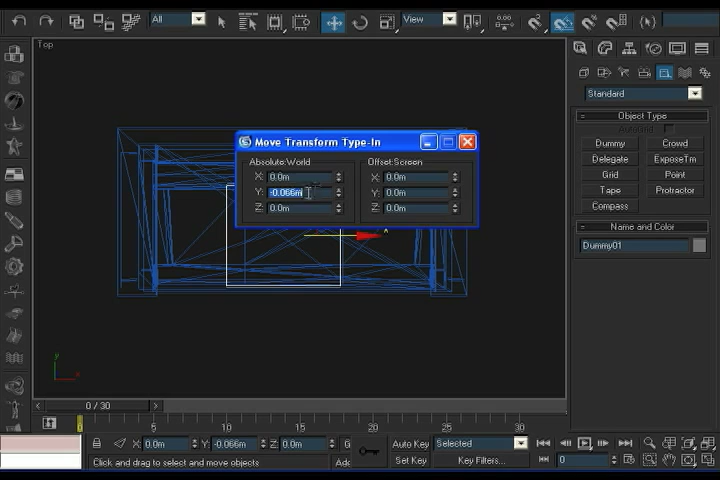 All
View
Top
Standard
Object Type
Dummy
Crowd
Delegate
ExposeTm
Grid
Point
Tape
Protractor
Compass
Name and Color
Dummy01
Move Transform Type-In
Absolute:World
Offset:Screen
X: 0.0m
X: 0.0m
Y: -0.066m
Y: 0.0m
Z: 0.0m
Z: 0.0m
y
x
0 / 30
5
10
15
20
25
30
X: 0.0m Y: -0.066m Z: 0.0m G
Auto Key Selected
Click and drag to select and move objects
Set Key Key Filters... 0